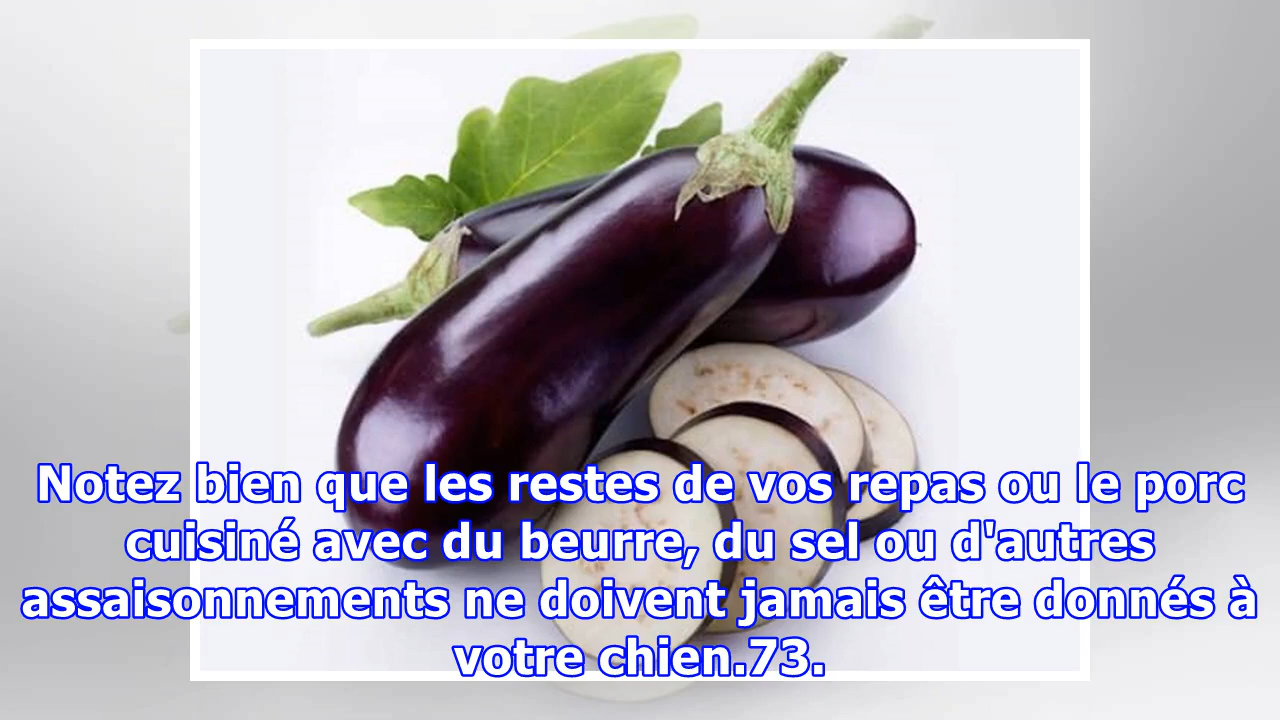 Notez bien que les restes de vos repas ou le porc
cuisiné avec du beurre, du sel ou d'autres
assaisonnements ne doivent jamais être donnés à
votre chien.73.